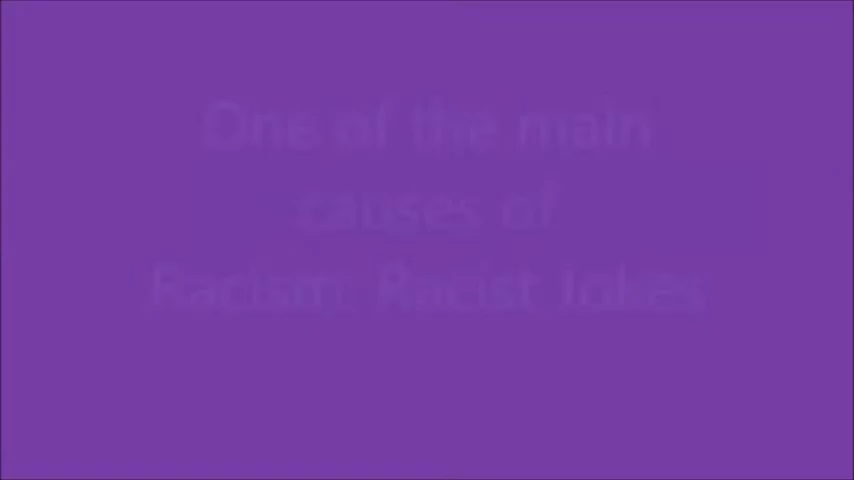 One of the main
causes of
Racism: Racist Jokes